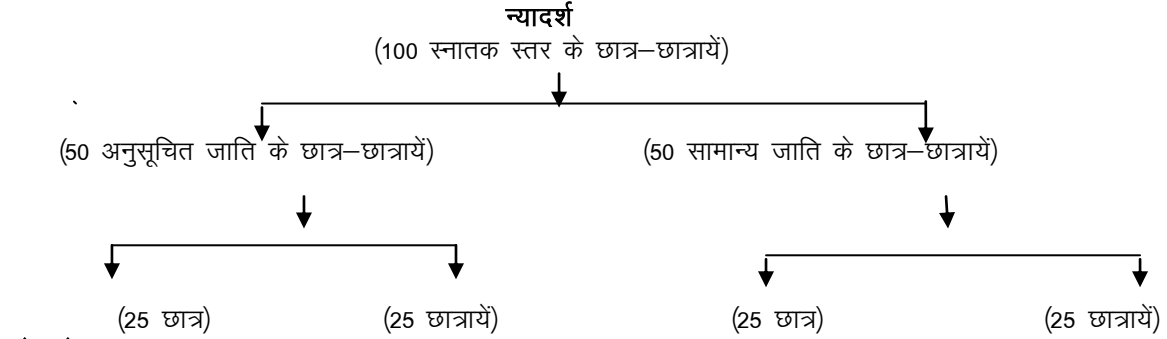 न्यादर्श
(100 स्नातक स्तर के छात्र–छात्रायें)
(50 अनुसूचित जाति के छात्र–छात्रायें) (50 सामान्य जाति के छात्र–छात्रायें)
(25 छात्र) (25 छात्रायें) (25 छात्र) (25 छात्रायें)